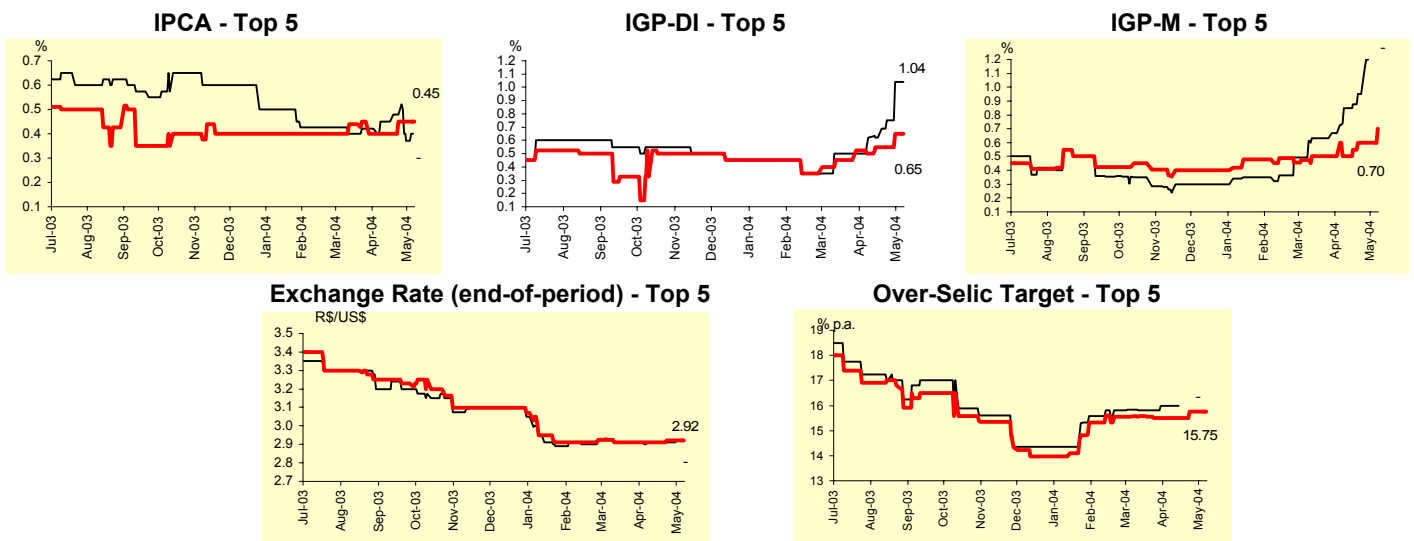 IPCA - Top 5
%
0.7
0.6
0.5
0.4
0.3
0.2
0.1
0.45
-
Jul-03
Aug-03
Sep-03
Oct-03
Nov-03
Dec-03
Jan-04
Feb-04
Mar-04
Apr-04
May-04
IGP-DI - Top 5
%
1.2
1.1
1.0
0.9
0.8
0.7
0.6
0.5
0.4
0.3
0.2
0.1
1.04
0.65
Jul-03
Aug-03
Sep-03
Oct-03
Nov-03
Dec-03
Jan-04
Feb-04
Mar-04
Apr-04
May-04
IGP-M - Top 5
%
1.2
1.1
1.0
0.9
0.8
0.7
0.6
0.5
0.4
0.3
0.2
0.1
-
0.70
Jul-03
Aug-03
Sep-03
Oct-03
Nov-03
Dec-03
Jan-04
Feb-04
Mar-04
Apr-04
May-04
Exchange Rate (end-of-period) - Top 5
R$/US$
3.5
3.4
3.3
3.2
3.1
3.0
2.9
2.8
2.7
2.92
-
Jul-03
Aug-03
Sep-03
Oct-03
Nov-03
Dec-03
Jan-04
Feb-04
Mar-04
Apr-04
May-04
Over-Selic Target - Top 5
% p.a.
19
18
17
16
15
14
13
-
15.75
Jul-03
Aug-03
Sep-03
Oct-03
Nov-03
Dec-03
Jan-04
Feb-04
Mar-04
Apr-04
May-04